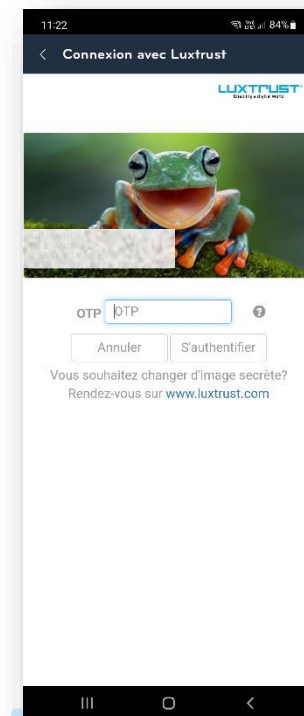 11:22 84%
Connexion avec Luxtrust
LUXTRUST
OTP OTP
Annuler S'authentifier
Vous souhaitez changer d'image secrète?
Rendez-vous sur www.luxtrust.com